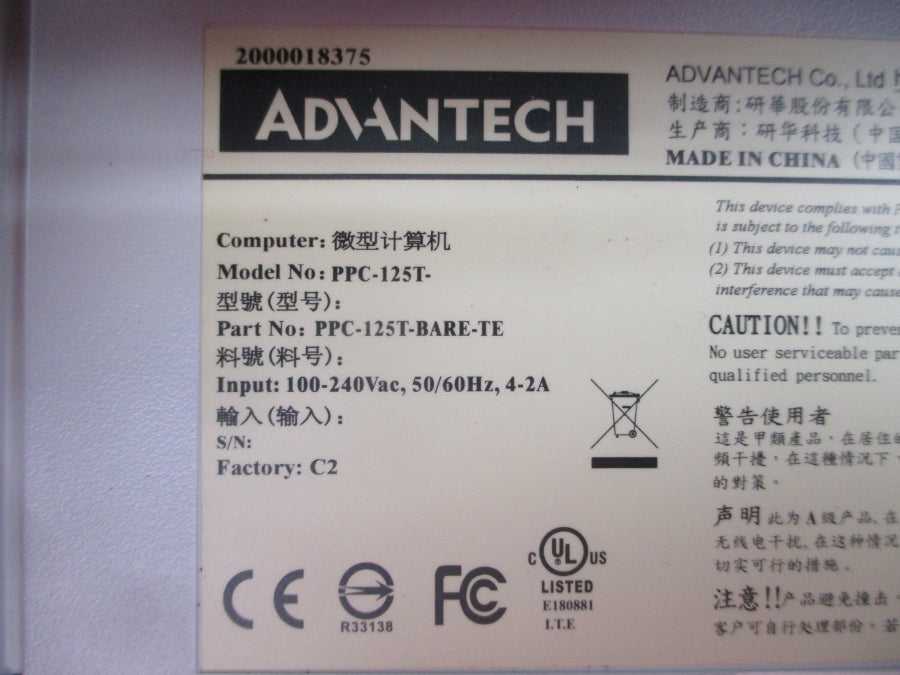 2000018375
ADVANTECH
ADVANTECH Co., Ltd
制造商:研華股份有限公
生产商：研华科技（中国
MADE IN CHINA (中國
Computer: 微型计算机
Model No: PPC-125T-
型號(型号)：
Part No: PPC-125T-BARE-TE
料號(料号)：
Input: 100-240Vac, 50/60Hz, 4-2A
輸入(输入)：
S/N:
Factory: C2
This device complies with
is subject to the following
(1) This device may not
(2) This device must accept
interference that may cause
CAUTION!! To
No user serviceable
qualified personnel.
警告使用者
這是甲類產品，在居住
頻干擾，在這種情況下，
的對策。
声明 此为 A 级产品,在
无线电干扰,在这种情况
切实可行的措施。
注意!!产品避免撞击，
客户可自行处理部份。若
CE
R33138
FC
C UL US
LISTED
E180881
I.T.E